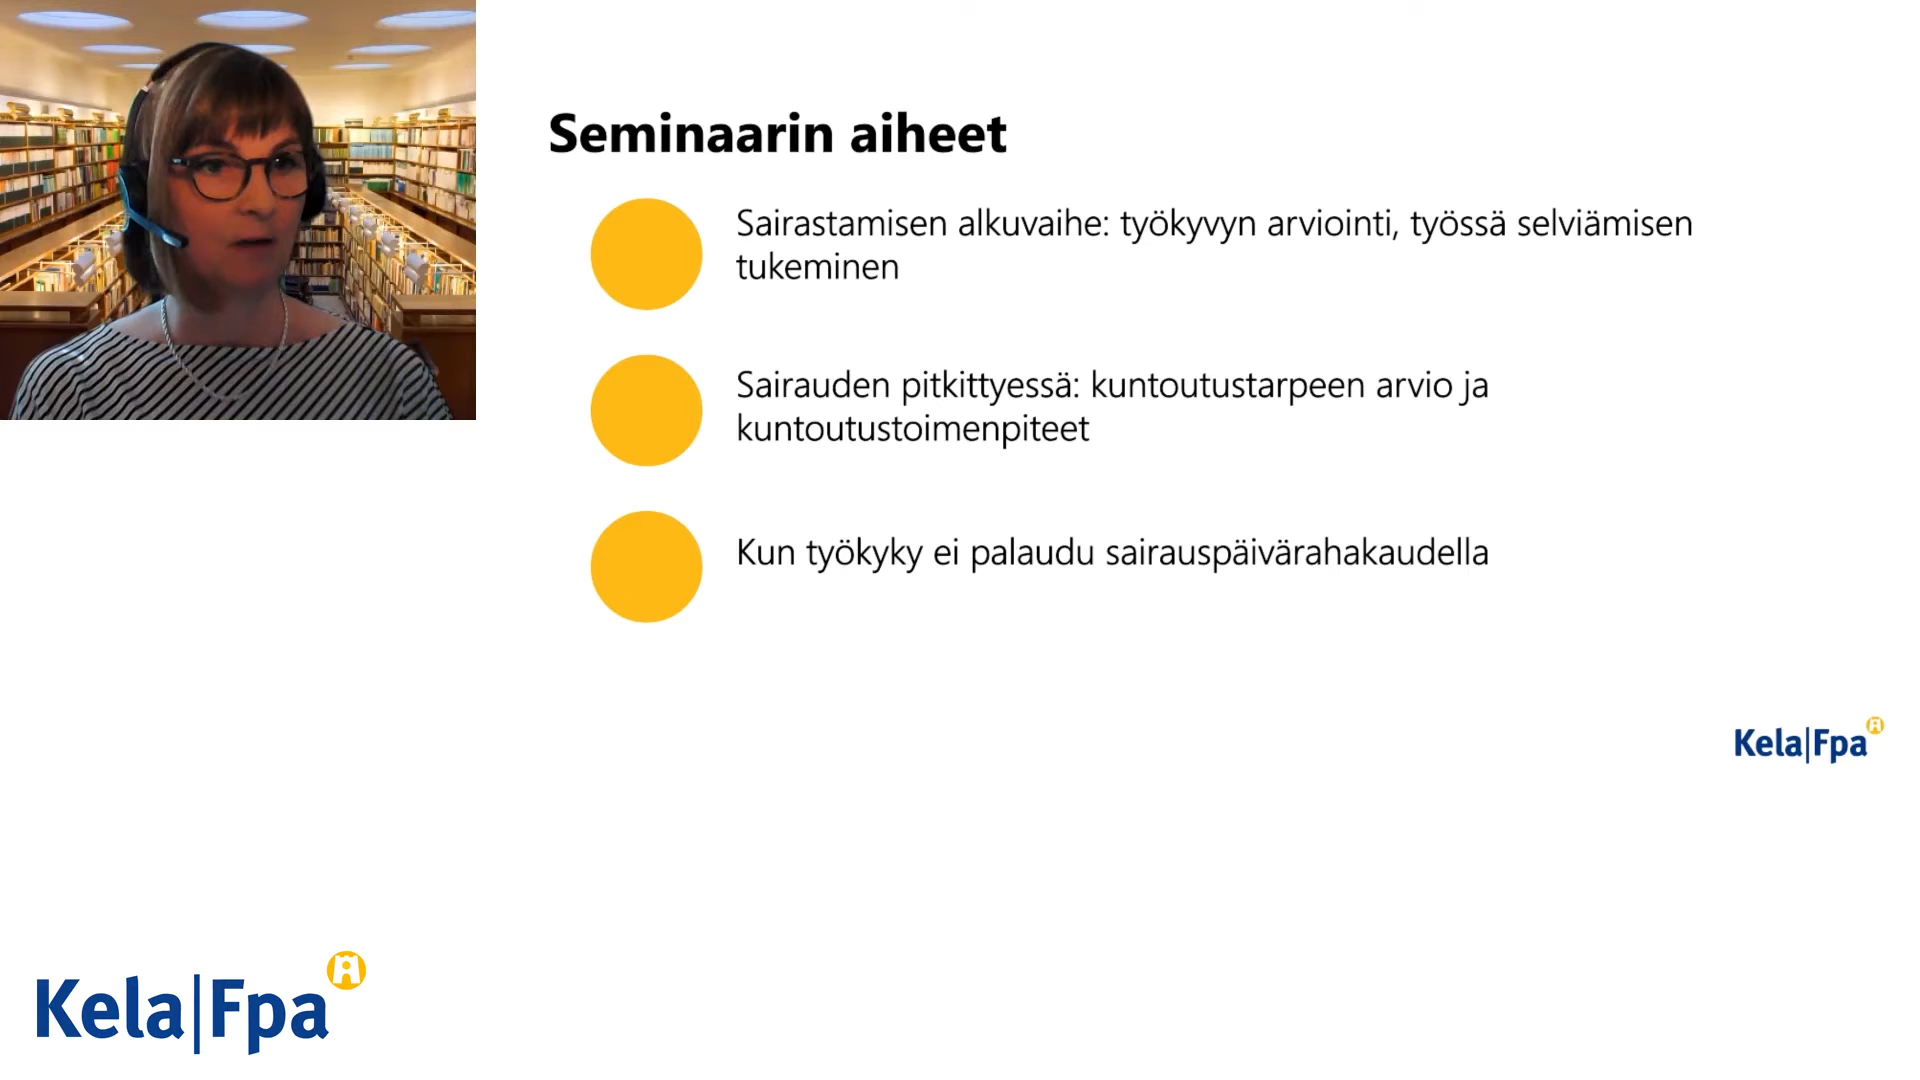 Seminaarin aiheet
Sairastamisen alkuvaihe: työkyvyn arviointi, työssä selviämisen
tukeminen
Sairauden pitkittyessä: kuntoutustarpeen arvio ja
kuntoutustoimenpiteet
Kun työkyky ei palaudu sairauspäivärahakaudella
Kela|Fpa
Kela|Fpa